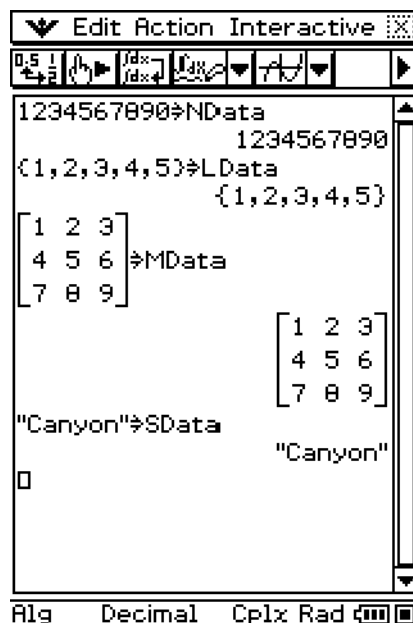 Edit Action Interactive
1234567890⇒NData
1234567890
{1,2,3,4,5}⇒LData
{1,2,3,4,5}
[1 2 3
4 5 6
7 8 9]⇒MData
[1 2 3
4 5 6
7 8 9]
"Canyon"⇒SData
"Canyon"
Alg Decimal Cplx Rad